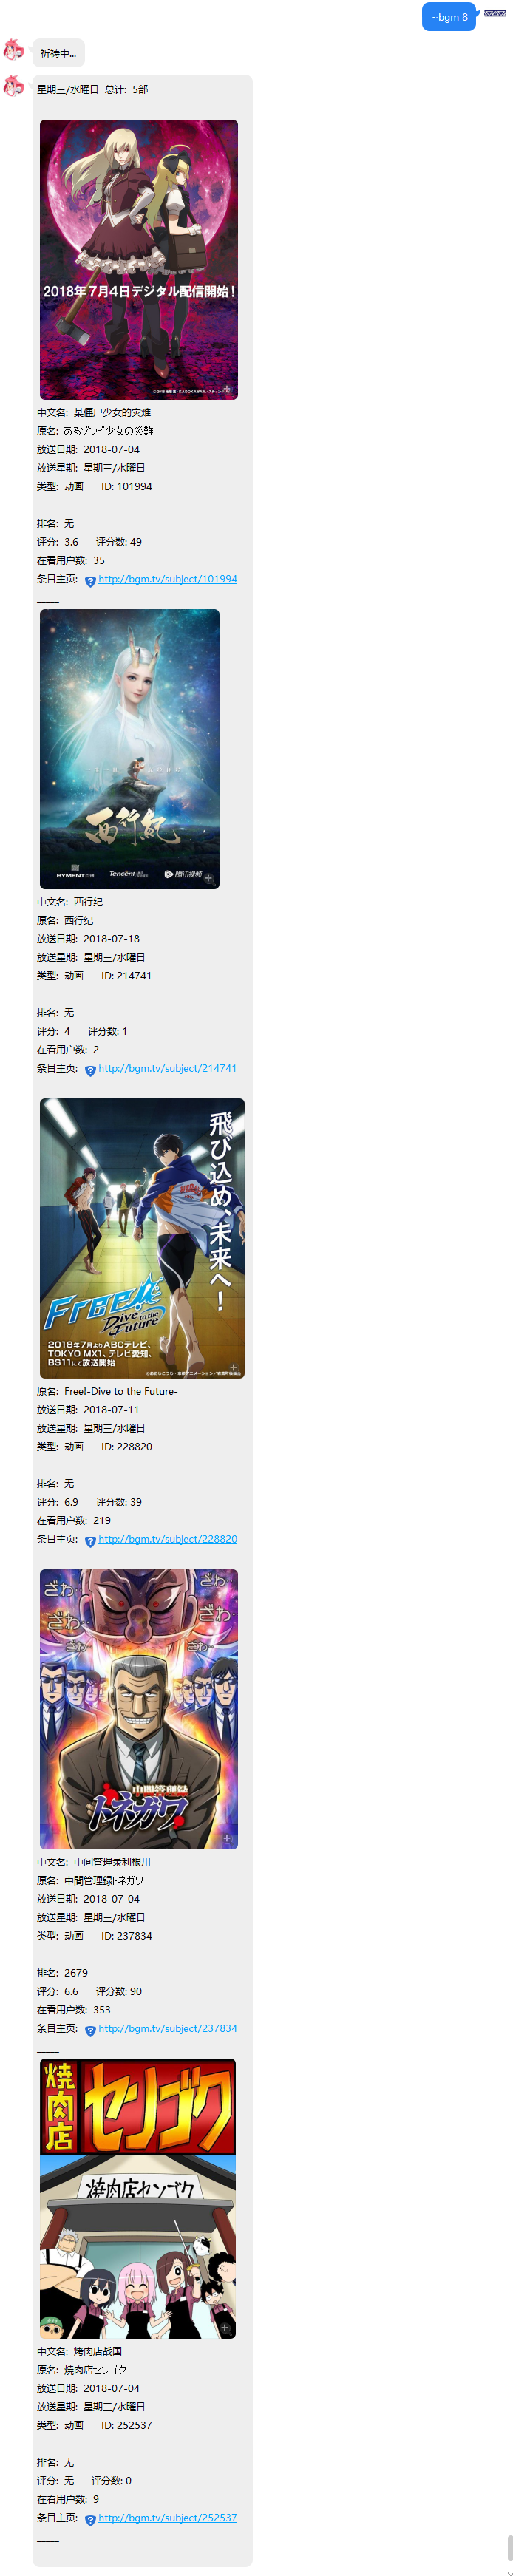 ~bgm 8
祈祷中...
星期三/水曜日 总计: 5部
2018年7月4日デジタル配信開始！
中文名: 某僵尸少女的灾难
原名: あるゾンビ少女の災難
放送日期: 2018-07-04
放送星期: 星期三/水曜日
类型: 动画 ID: 101994
排名: 无
评分: 3.6 评分数: 49
在看用户数: 35
条目主页: http://bgm.tv/subject/101994
西行纪
BYMENT
Tencent
腾讯视频
中文名: 西行纪
原名: 西行纪
放送日期: 2018-07-18
放送星期: 星期三/水曜日
类型: 动画 ID: 214741
排名: 无
评分: 4 评分数: 1
在看用户数: 2
条目主页: http://bgm.tv/subject/214741
飛び込め、未来へ！
Free!
Dive to the Future
2018年7月よりABCテレビ、
TOKYO MX1、テレビ愛知、
BS11にて放送開始
原名: Free!-Dive to the Future-
放送日期: 2018-07-11
放送星期: 星期三/水曜日
类型: 动画 ID: 228820
排名: 无
评分: 6.9 评分数: 39
在看用户数: 219
条目主页: http://bgm.tv/subject/228820
ざわ‥
ざわ‥
ざわ‥
ざわ‥
ざわ‥
ざわ‥
中間管理録
トネガワ
中文名: 中间管理录利根川
原名: 中間管理録トネガワ
放送日期: 2018-07-04
放送星期: 星期三/水曜日
类型: 动画 ID: 237834
排名: 2679
评分: 6.6 评分数: 90
在看用户数: 353
条目主页: http://bgm.tv/subject/237834
焼肉店
センゴク
焼肉店センゴク
中文名: 烤肉店战国
原名: 焼肉店センゴク
放送日期: 2018-07-04
放送星期: 星期三/水曜日
类型: 动画 ID: 252537
排名: 无
评分: 无 评分数: 0
在看用户数: 9
条目主页: http://bgm.tv/subject/252537